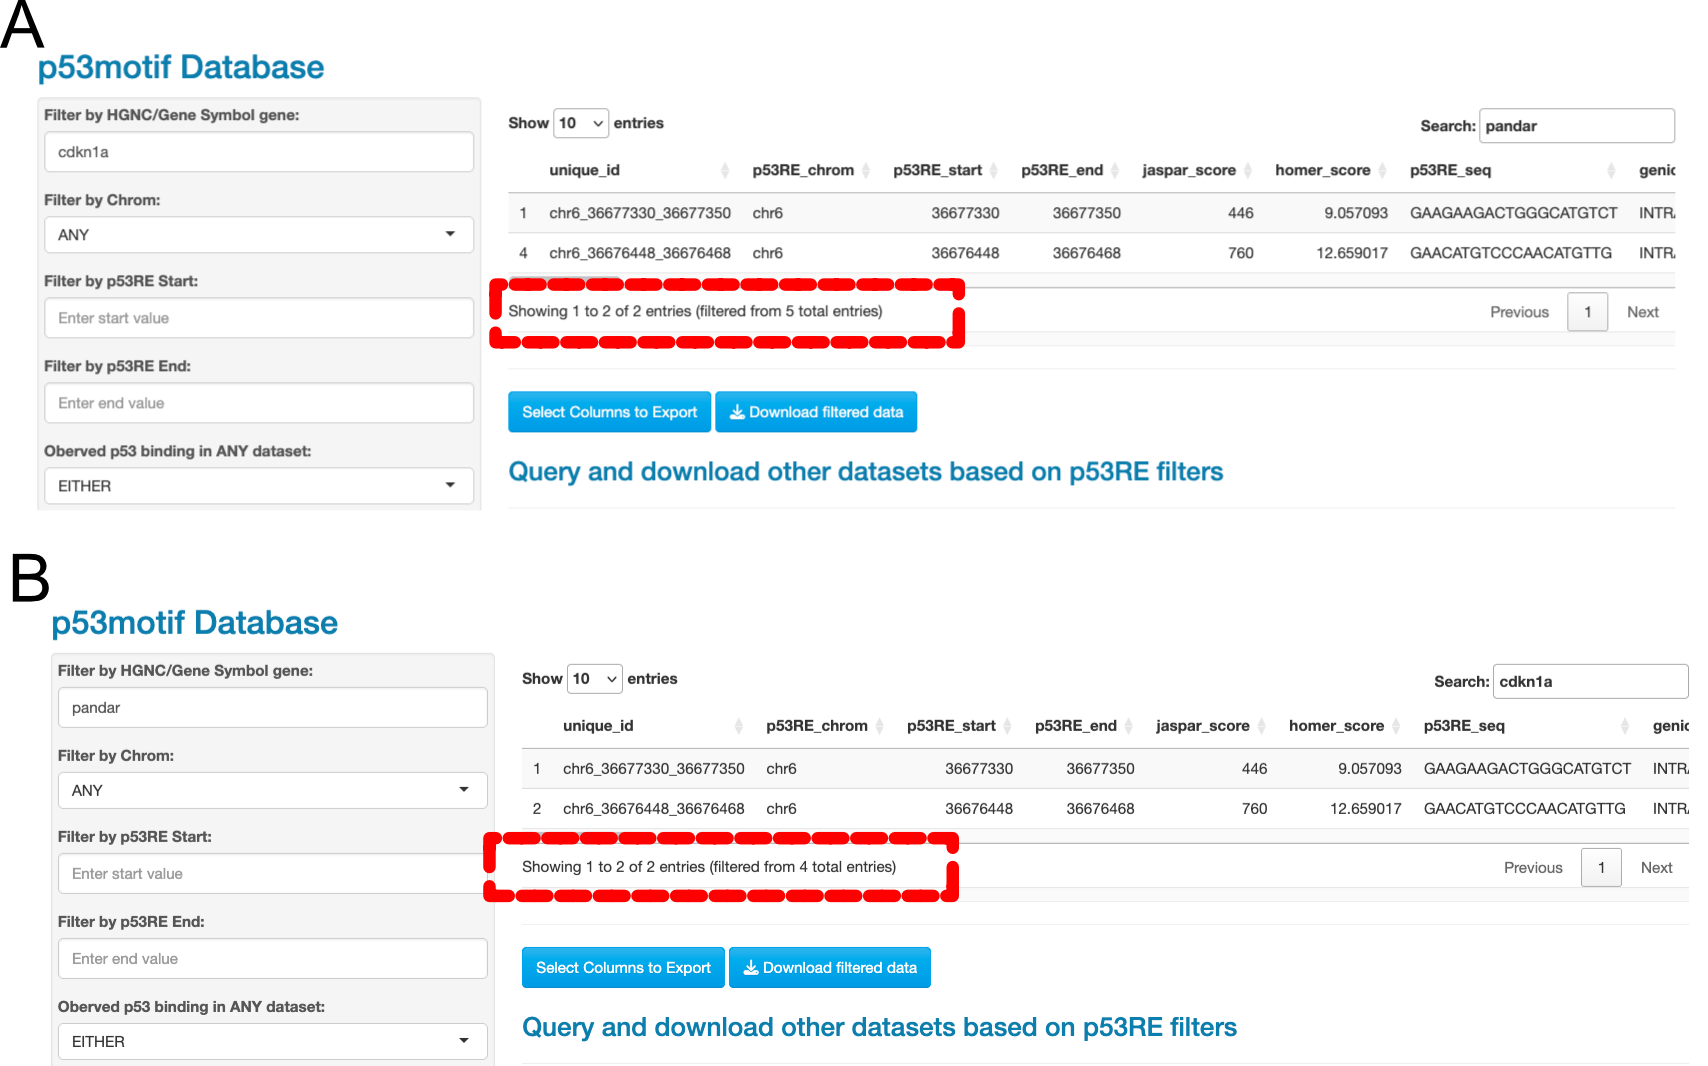 A
p53motif Database
Filter by HGNC/Gene Symbol gene:
cdkn1a
Filter by Chrom:
ANY
Filter by p53RE Start:
Enter start value
Filter by p53RE End:
Enter end value
Oberved p53 binding in ANY dataset:
EITHER
Show 10 entries
Search: pandar
unique_id p53RE_chrom p53RE_start p53RE_end jaspar_score homer_score p53RE_seq genic
1 chr6_36677330_36677350 chr6 36677330 36677350 446 9.057093 GAAGAAGACTGGGCATGTCT INTRA
4 chr6_36676448_36676468 chr6 36676448 36676468 760 12.659017 GAACATGTCCCAACATGTTG INTRA
Showing 1 to 2 of 2 entries (filtered from 5 total entries)
Previous 1 Next
Select Columns to Export Download filtered data
Query and download other datasets based on p53RE filters
B
p53motif Database
Filter by HGNC/Gene Symbol gene:
pandar
Filter by Chrom:
ANY
Filter by p53RE Start:
Enter start value
Filter by p53RE End:
Enter end value
Oberved p53 binding in ANY dataset:
EITHER
Show 10 entries
Search: cdkn1a
unique_id p53RE_chrom p53RE_start p53RE_end jaspar_score homer_score p53RE_seq genic
1 chr6_36677330_36677350 chr6 36677330 36677350 446 9.057093 GAAGAAGACTGGGCATGTCT INTRA
2 chr6_36676448_36676468 chr6 36676448 36676468 760 12.659017 GAACATGTCCCAACATGTTG INTRA
Showing 1 to 2 of 2 entries (filtered from 4 total entries)
Previous 1 Next
Select Columns to Export Download filtered data
Query and download other datasets based on p53RE filters